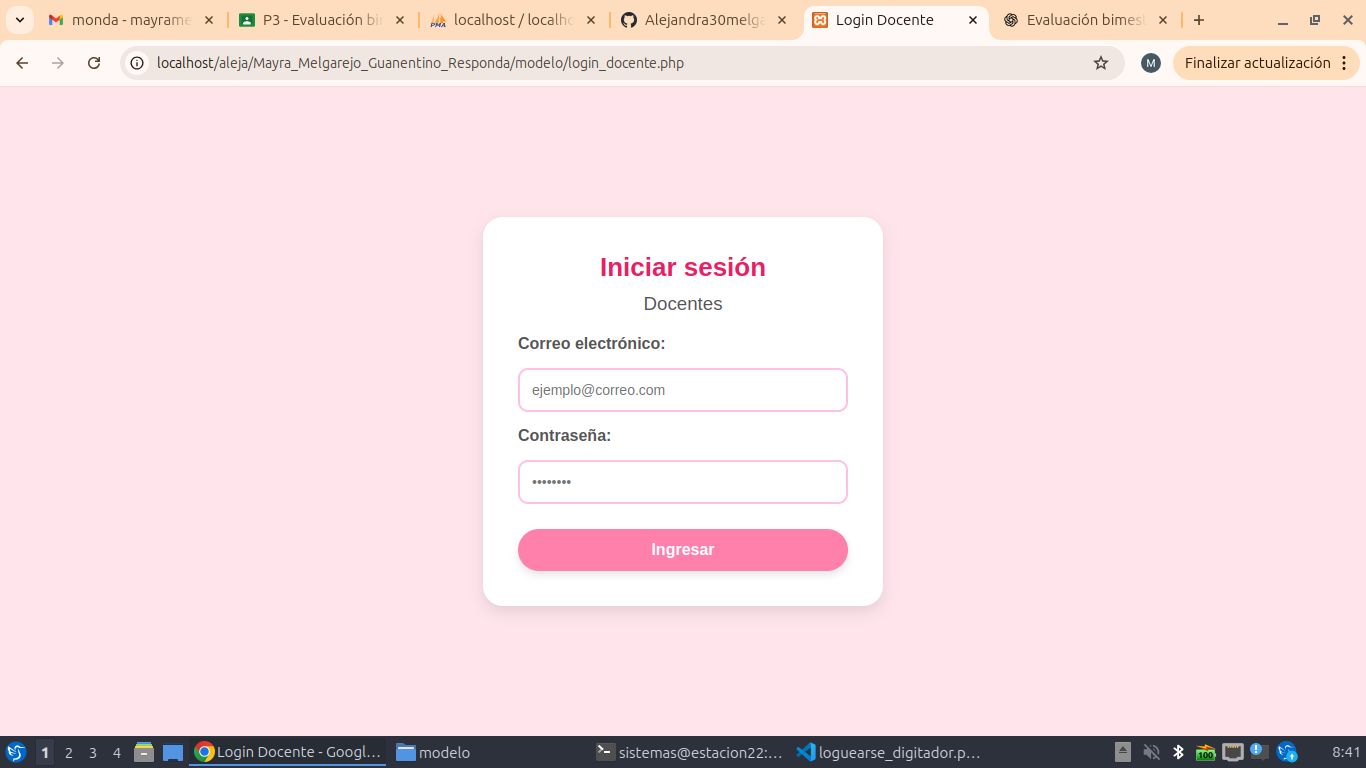 monda - mayrame
P3 - Evaluación bi
localhost / localho
Alejandra30melga
Login Docente
Evaluación bimest
localhost/aleja/Mayra_Melgarejo_Guanentino_Responda/modelo/login_docente.php
M
Finalizar actualización
Iniciar sesión
Docentes
Correo electrónico:
ejemplo@correo.com
Contraseña:
••••••••
Ingresar
1 2 3 4
Login Docente - Googl...
modelo
sistemas@estacion22:...
loguearse_digitador.p...
100
8:41